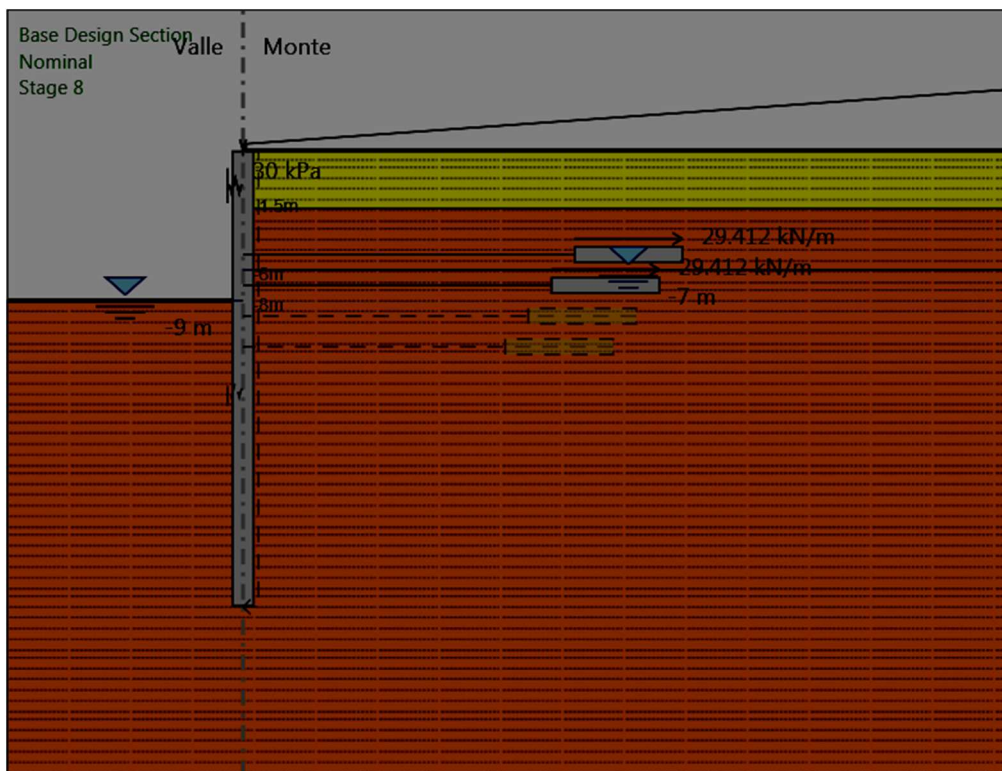 Base Design Section
Valle
Monte
Nominal
Stage 8
30 kPa
-1.5m
29.412 kN/m
29.412 kN/m
-6m
-7 m
-8m
-9 m